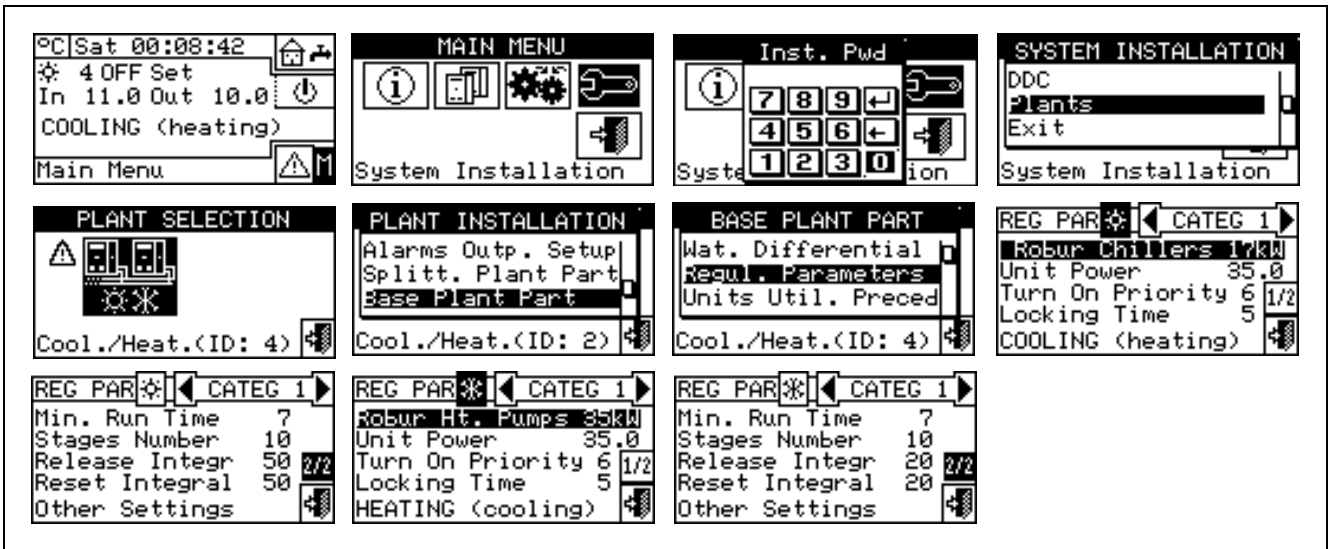 °C Sat 00:08:42
4 OFF Set
In 11.0 Out 10.0
COOLING (heating)
Main Menu M
MAIN MENU
i
System Installation
Inst. Pwd
i
7 8 9
4 5 6
1 2 3 0
Syste ion
SYSTEM INSTALLATION
DDC
Plants
Exit
System Installation
PLANT SELECTION
Cool./Heat.(ID: 4)
PLANT INSTALLATION
Alarms Outp. Setup
Splitt. Plant Part
Base Plant Part
Cool./Heat.(ID: 2)
BASE PLANT PART
Wat. Differential
Regul. Parameters
Units Util. Preced
Cool./Heat.(ID: 4)
REG PAR CATEG 1
Robur Chillers 17kW
Unit Power 35.0
Turn On Priority 6 1/2
Locking Time 5
COOLING (heating)
REG PAR CATEG 1
Min. Run Time 7
Stages Number 10
Release Integr 50 2/2
Reset Integral 50
Other Settings
REG PAR CATEG 1
Robur Ht. Pumps 35kW
Unit Power 35.0
Turn On Priority 6 1/2
Locking Time 5
HEATING (cooling)
REG PAR CATEG 1
Min. Run Time 7
Stages Number 10
Release Integr 20 2/2
Reset Integral 20
Other Settings